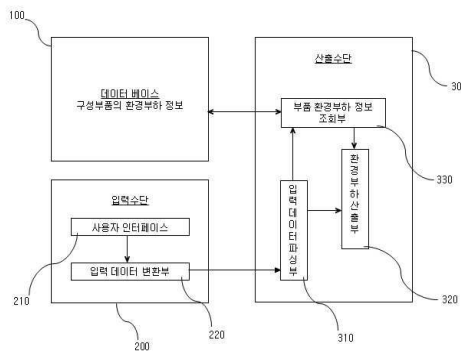 100
데이터 베이스
구성부품의 환경부하 정보
산출수단
30
부품 환경부하 정보
조회부
330
환경부하산출부
입력데이터파싱부
320
310
입력수단
사용자 인터페이스
입력 데이터 변환부
210
220
200